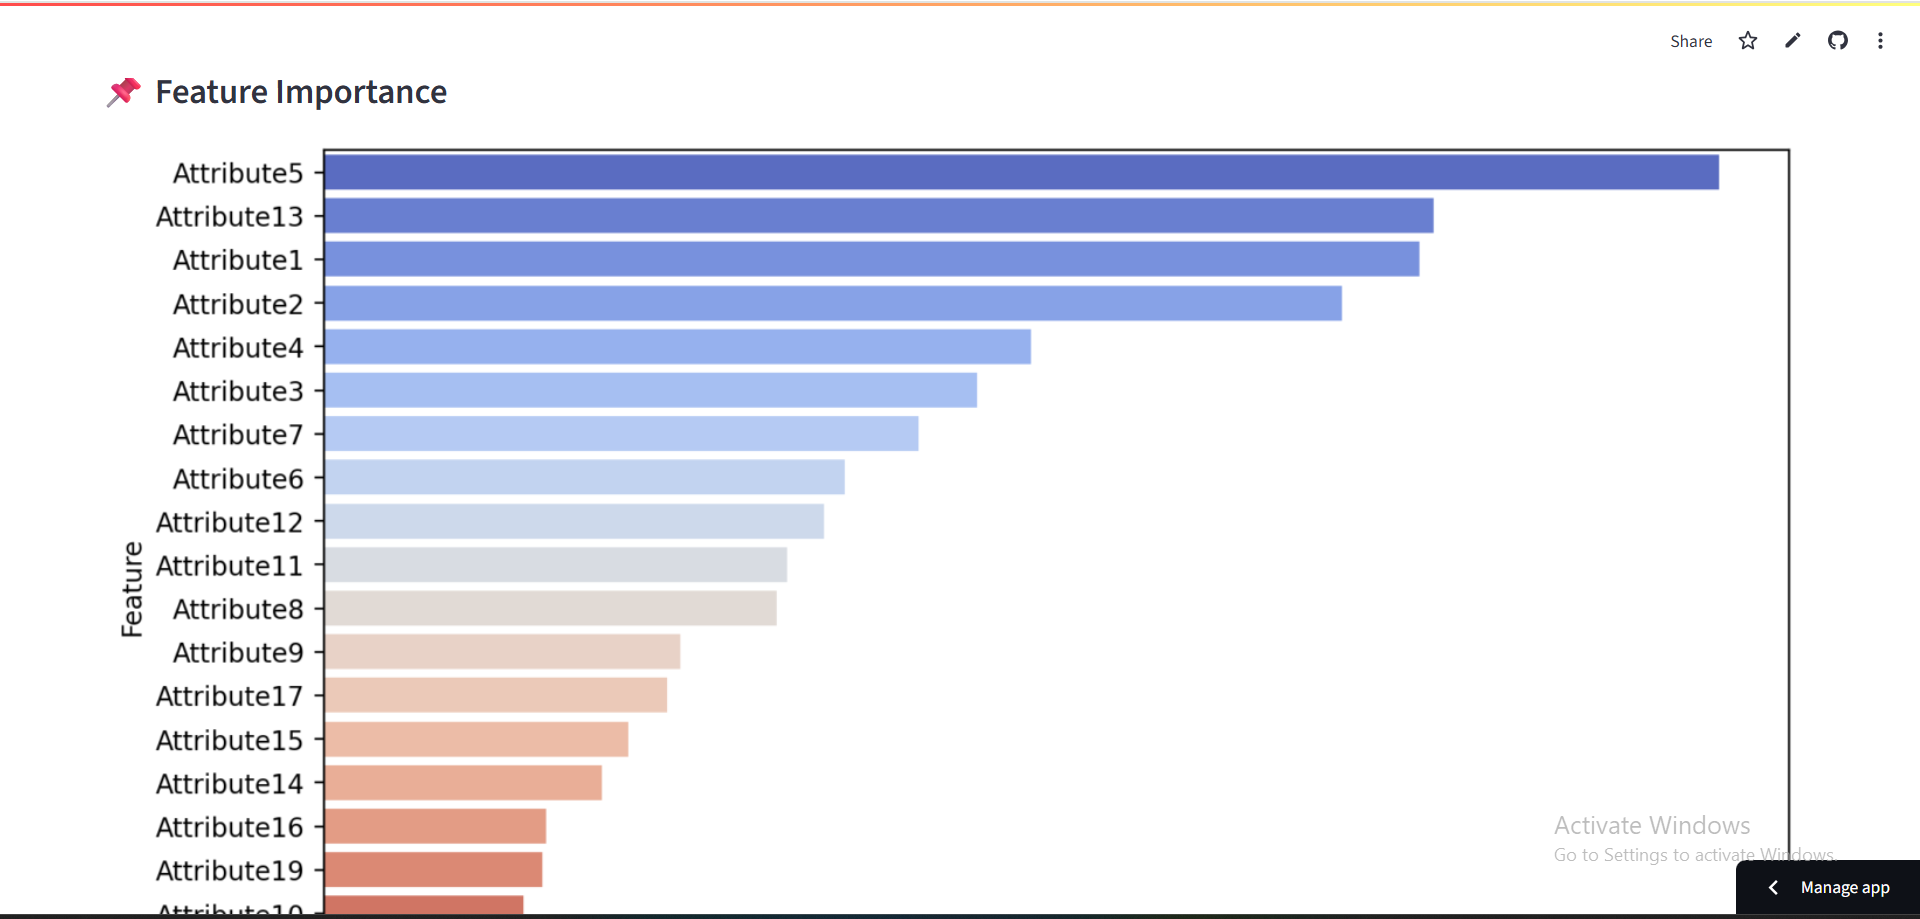 Share
Feature Importance
Attribute5
Attribute13
Attribute1
Attribute2
Attribute4
Attribute3
Attribute7
Attribute6
Attribute12
Attribute11
Attribute8
Attribute9
Attribute17
Attribute15
Attribute14
Attribute16
Attribute19
Attribute10
Feature
Activate Windows
Go to Settings to activate Windows.
Manage app